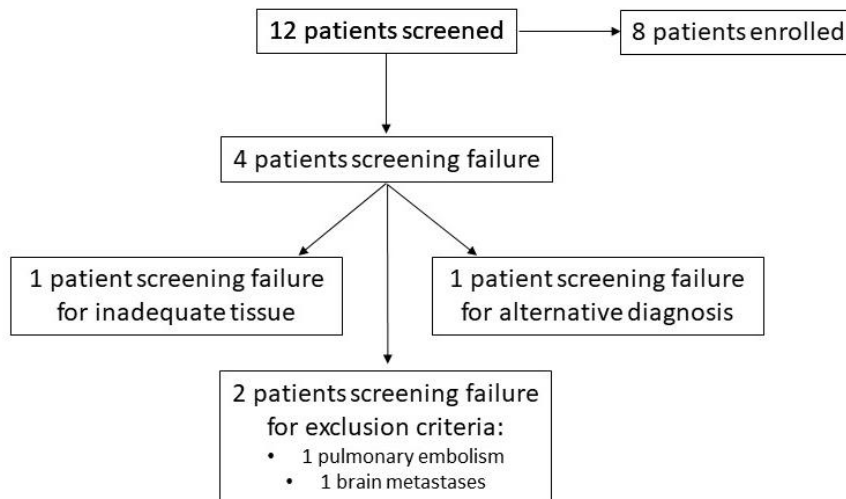 12 patients screened
8 patients enrolled
4 patients screening failure
1 patient screening failure
for inadequate tissue
1 patient screening failure
for alternative diagnosis
2 patients screening failure
for exclusion criteria:
• 1 pulmonary embolism
• 1 brain metastases